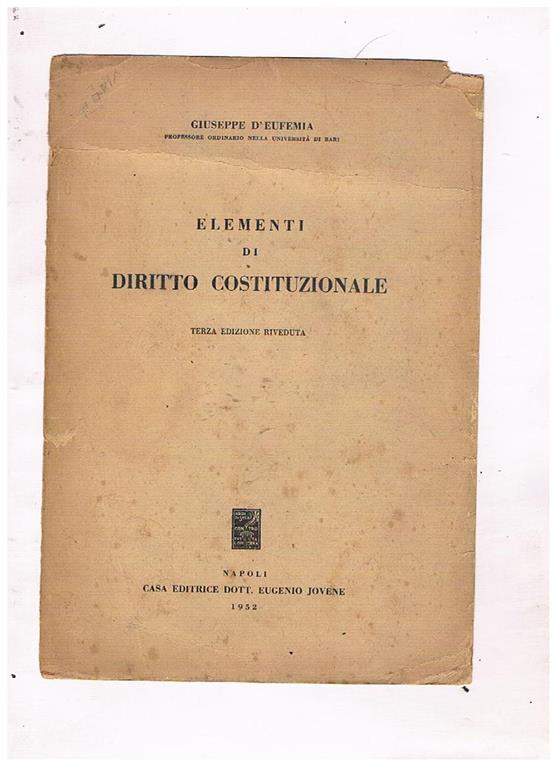 GIUSEPPE D'EUFEMIA
PROFESSORE ORDINARIO NELLA UNIVERSITÀ DI BARI
ELEMENTI
DI
DIRITTO COSTITUZIONALE
TERZA EDIZIONE RIVEDUTA
NAPOLI
CASA EDITRICE DOTT. EUGENIO JOVENE
1952